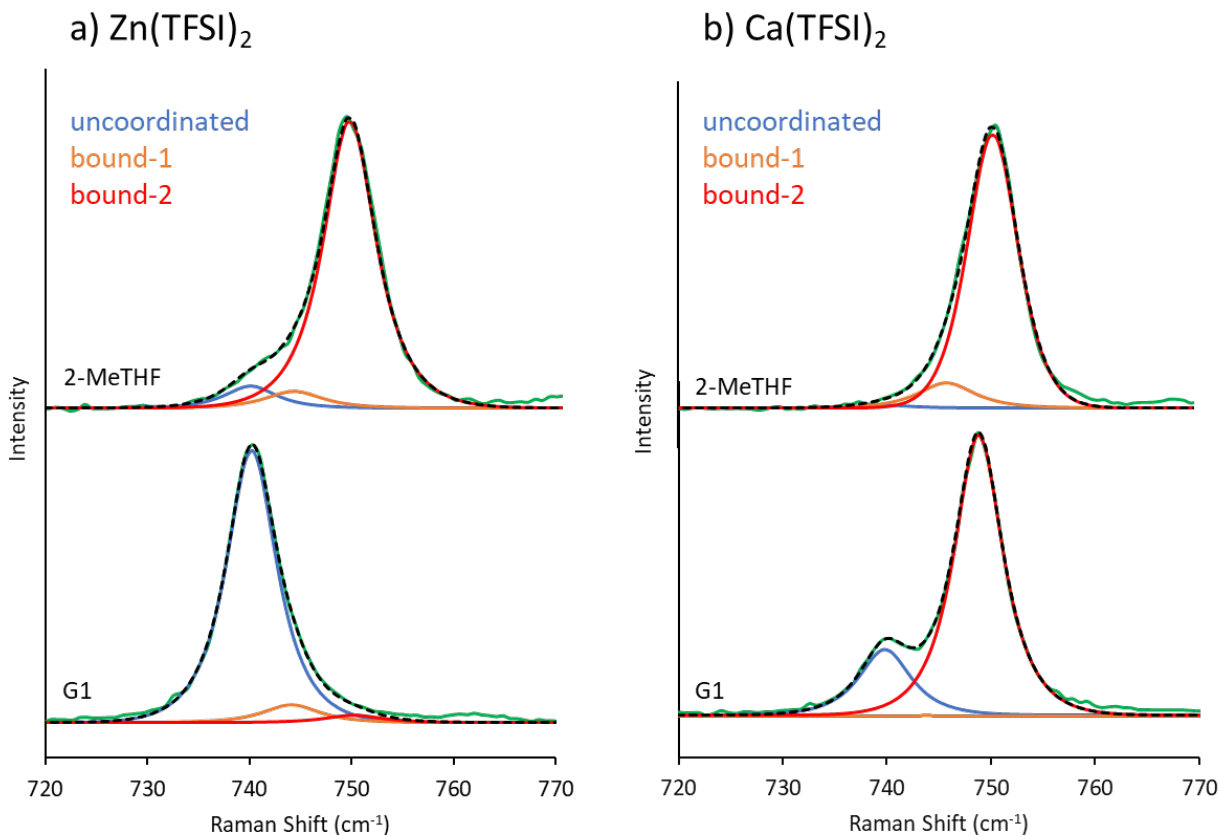 a) Zn(TFSI)₂
uncoordinated
bound-1
bound-2
2-MeTHF
G1
Intensity
720 730 740 750 760 770
Raman Shift (cm⁻¹)
b) Ca(TFSI)₂
uncoordinated
bound-1
bound-2
2-MeTHF
G1
Intensity
720 730 740 750 760 770
Raman Shift (cm⁻¹)